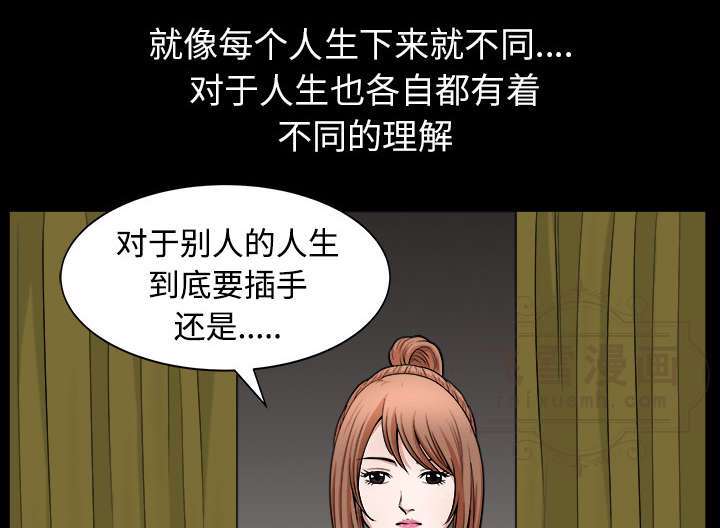 就像每个人生下来就不同....
对于人生也各自都有着
不同的理解
对于别人的人生
到底要插手
还是.....